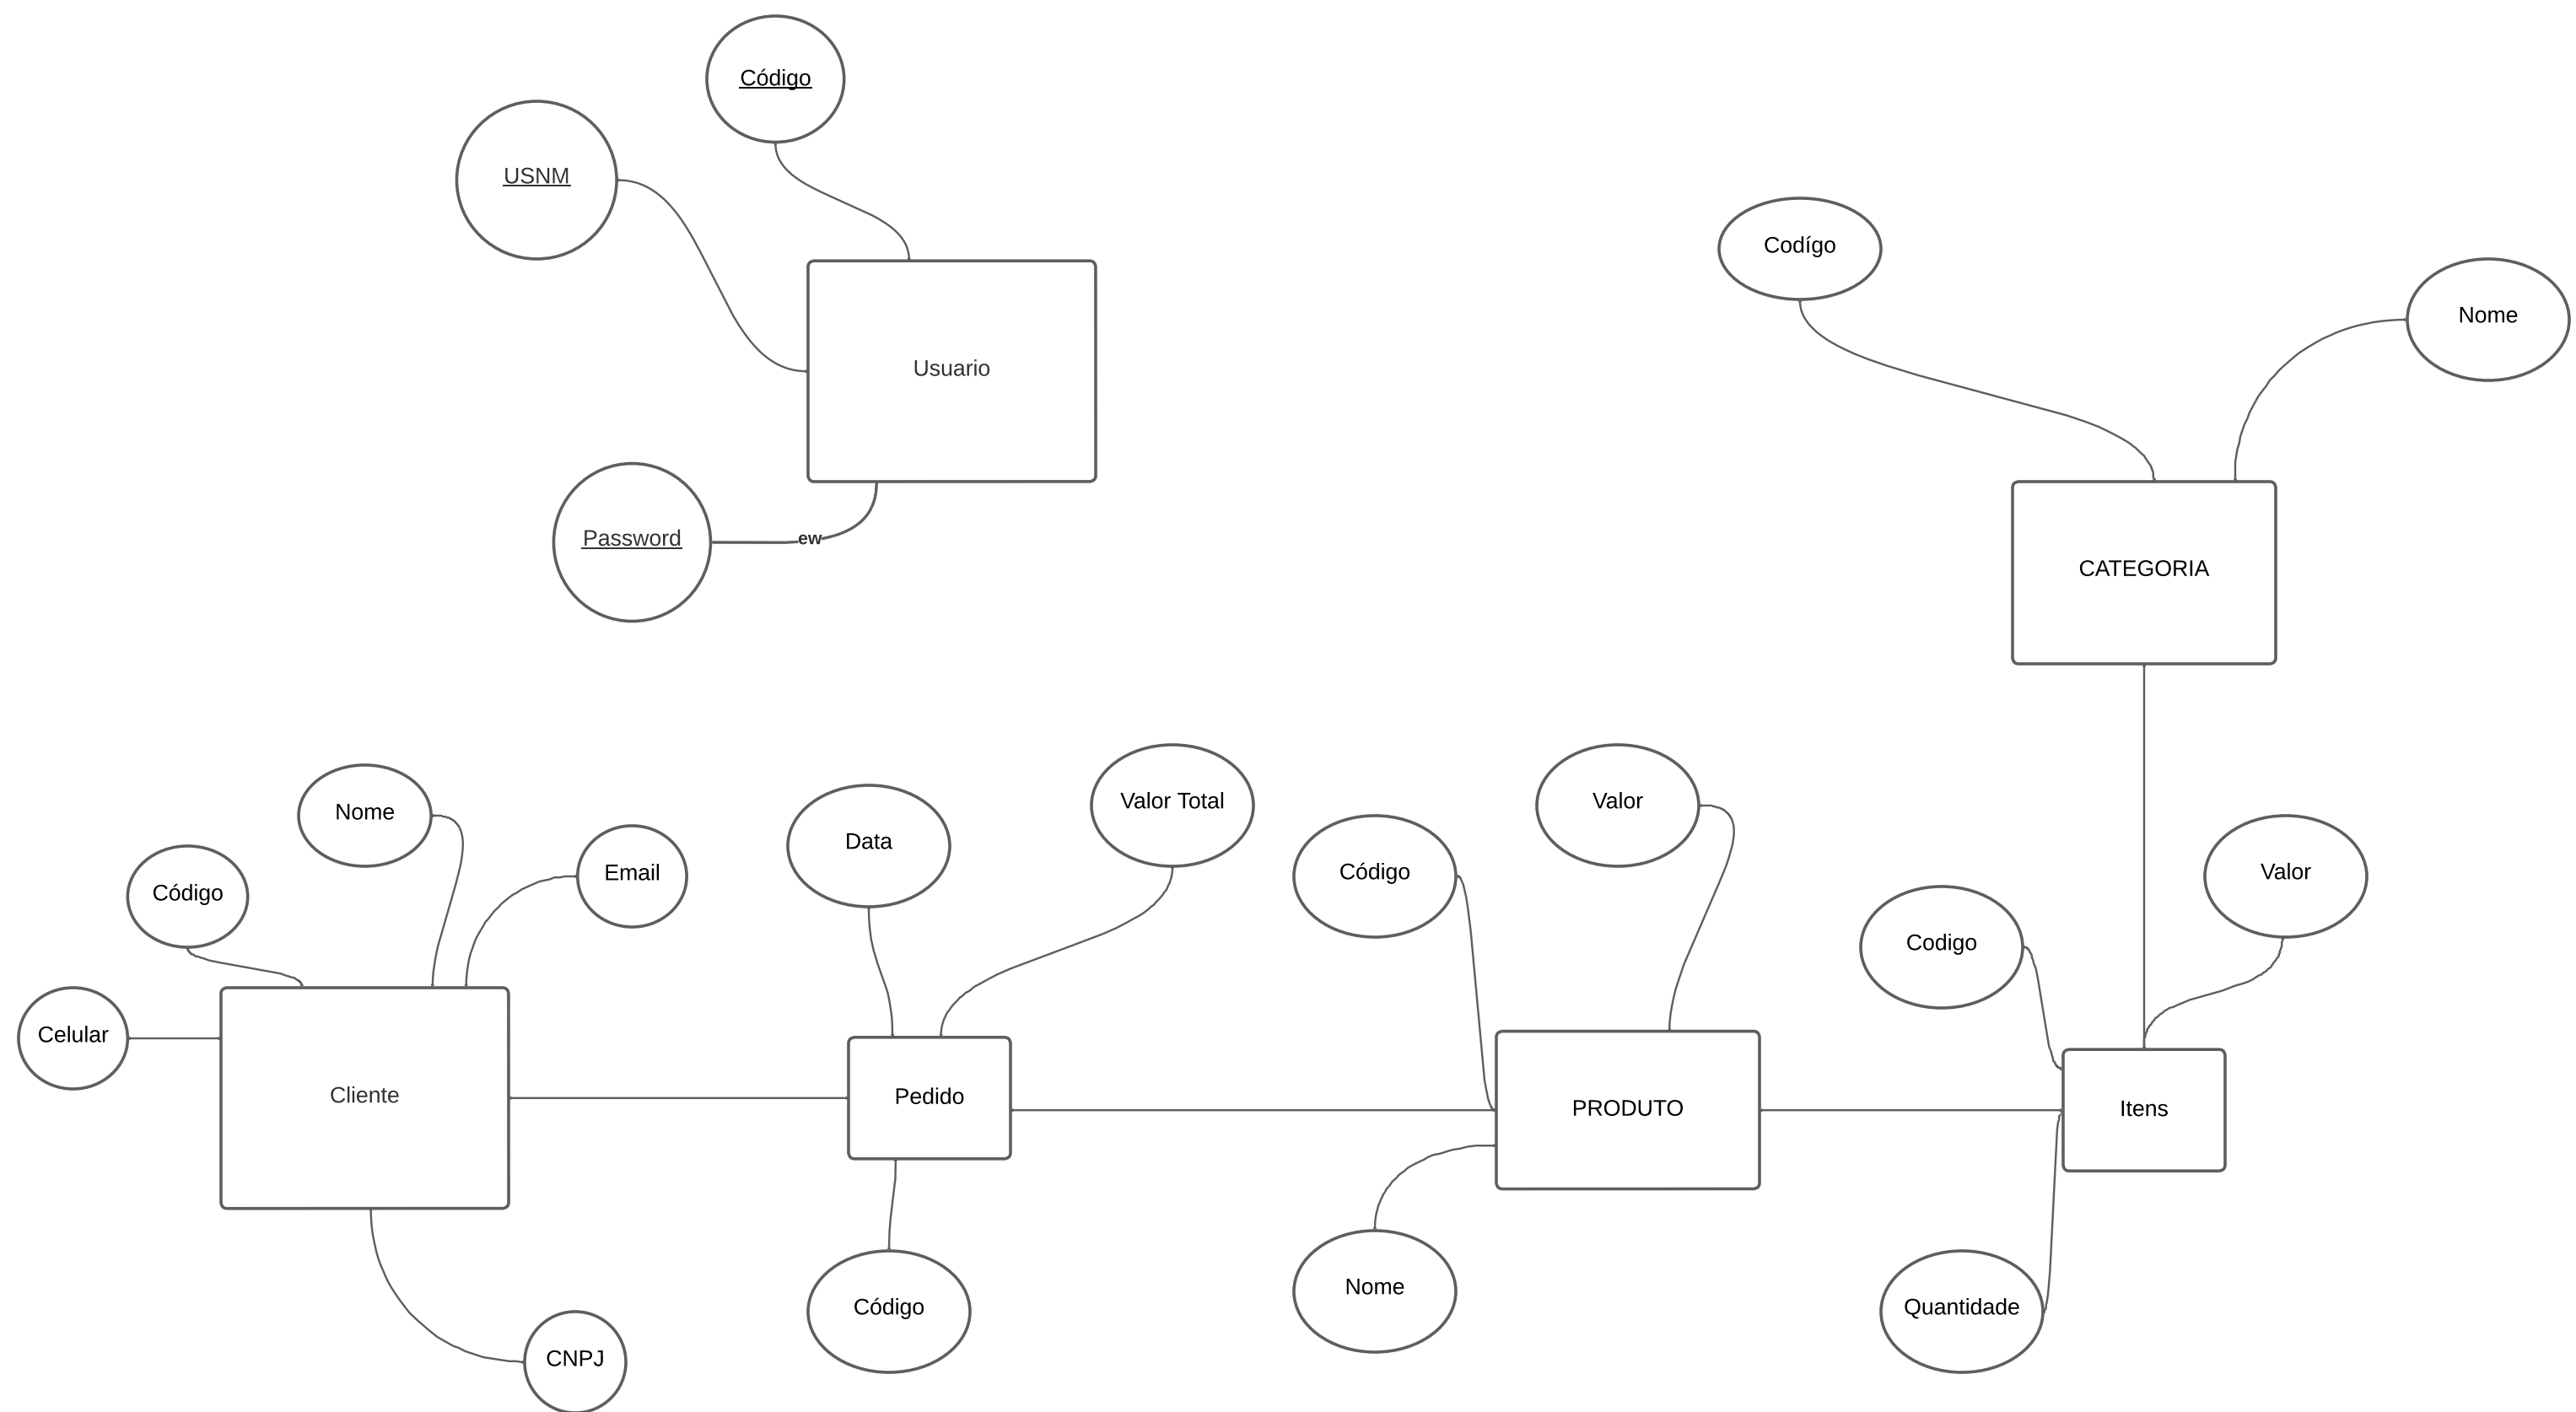 Código
USNM
Usuario
Password
ew
Codígo
Nome
CATEGORIA
Nome
Código
Email
Celular
Cliente
CNPJ
Data
Valor Total
Pedido
Código
Código
Valor
PRODUTO
Nome
Codigo
Valor
Itens
Quantidade